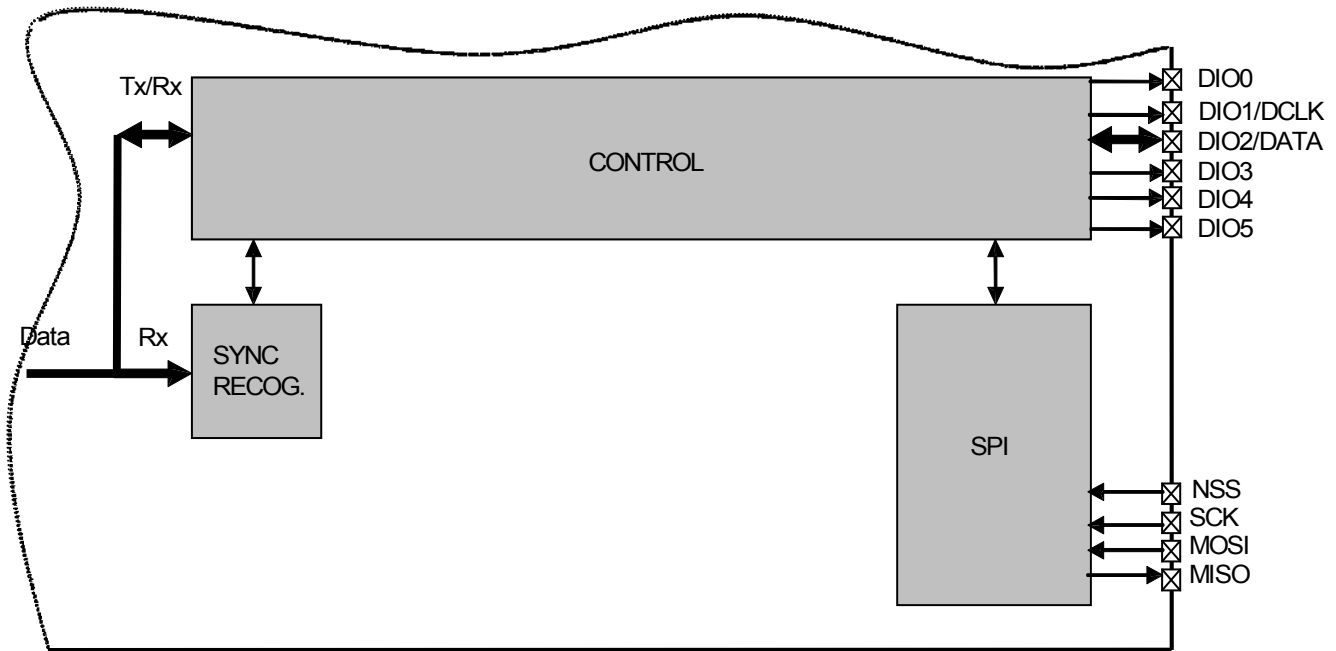 Tx/Rx
CONTROL
DIO0
DIO1/DCLK
DIO2/DATA
DIO3
DIO4
DIO5
Data
Rx
SYNC
RECOG.
SPI
NSS
SCK
MOSI
MISO